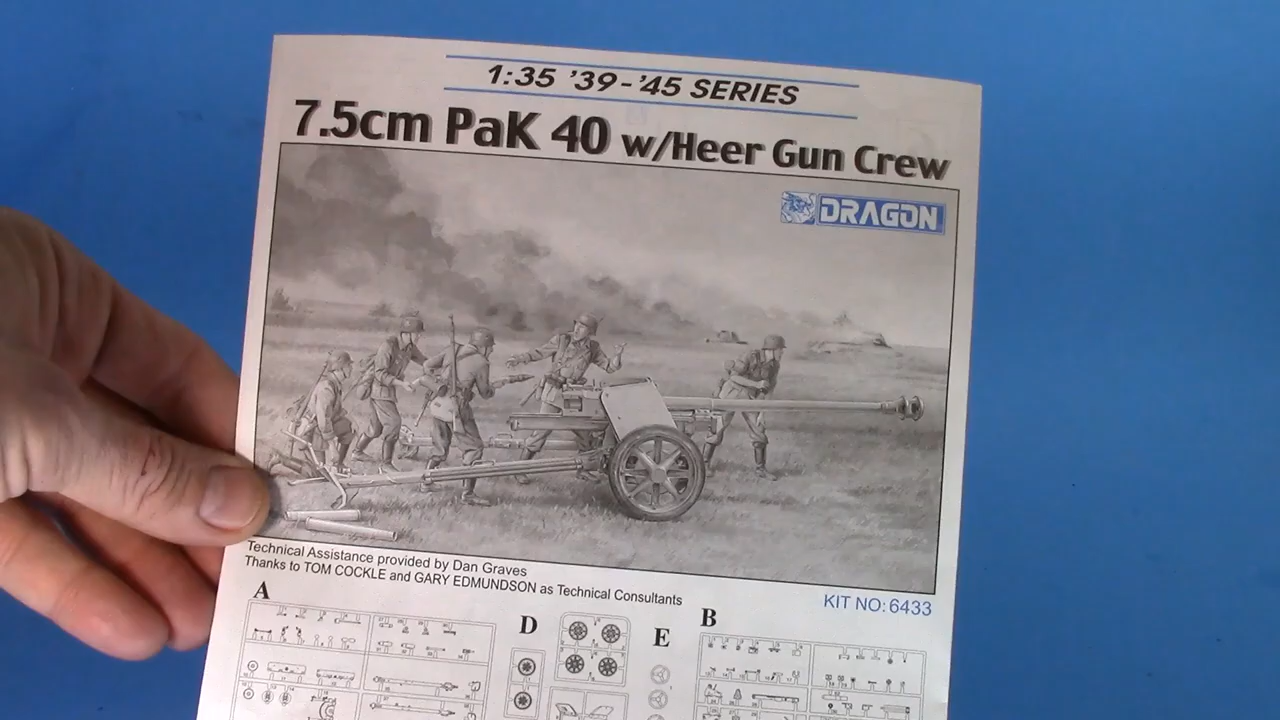 1:35 '39-'45 SERIES
7.5cm PaK 40 w/Heer Gun Crew
DRAGON
Technical Assistance provided by Dan Graves
Thanks to TOM COCKLE and GARY EDMUNDSON as Technical Consultants
KIT NO: 6433
A
D
E
B